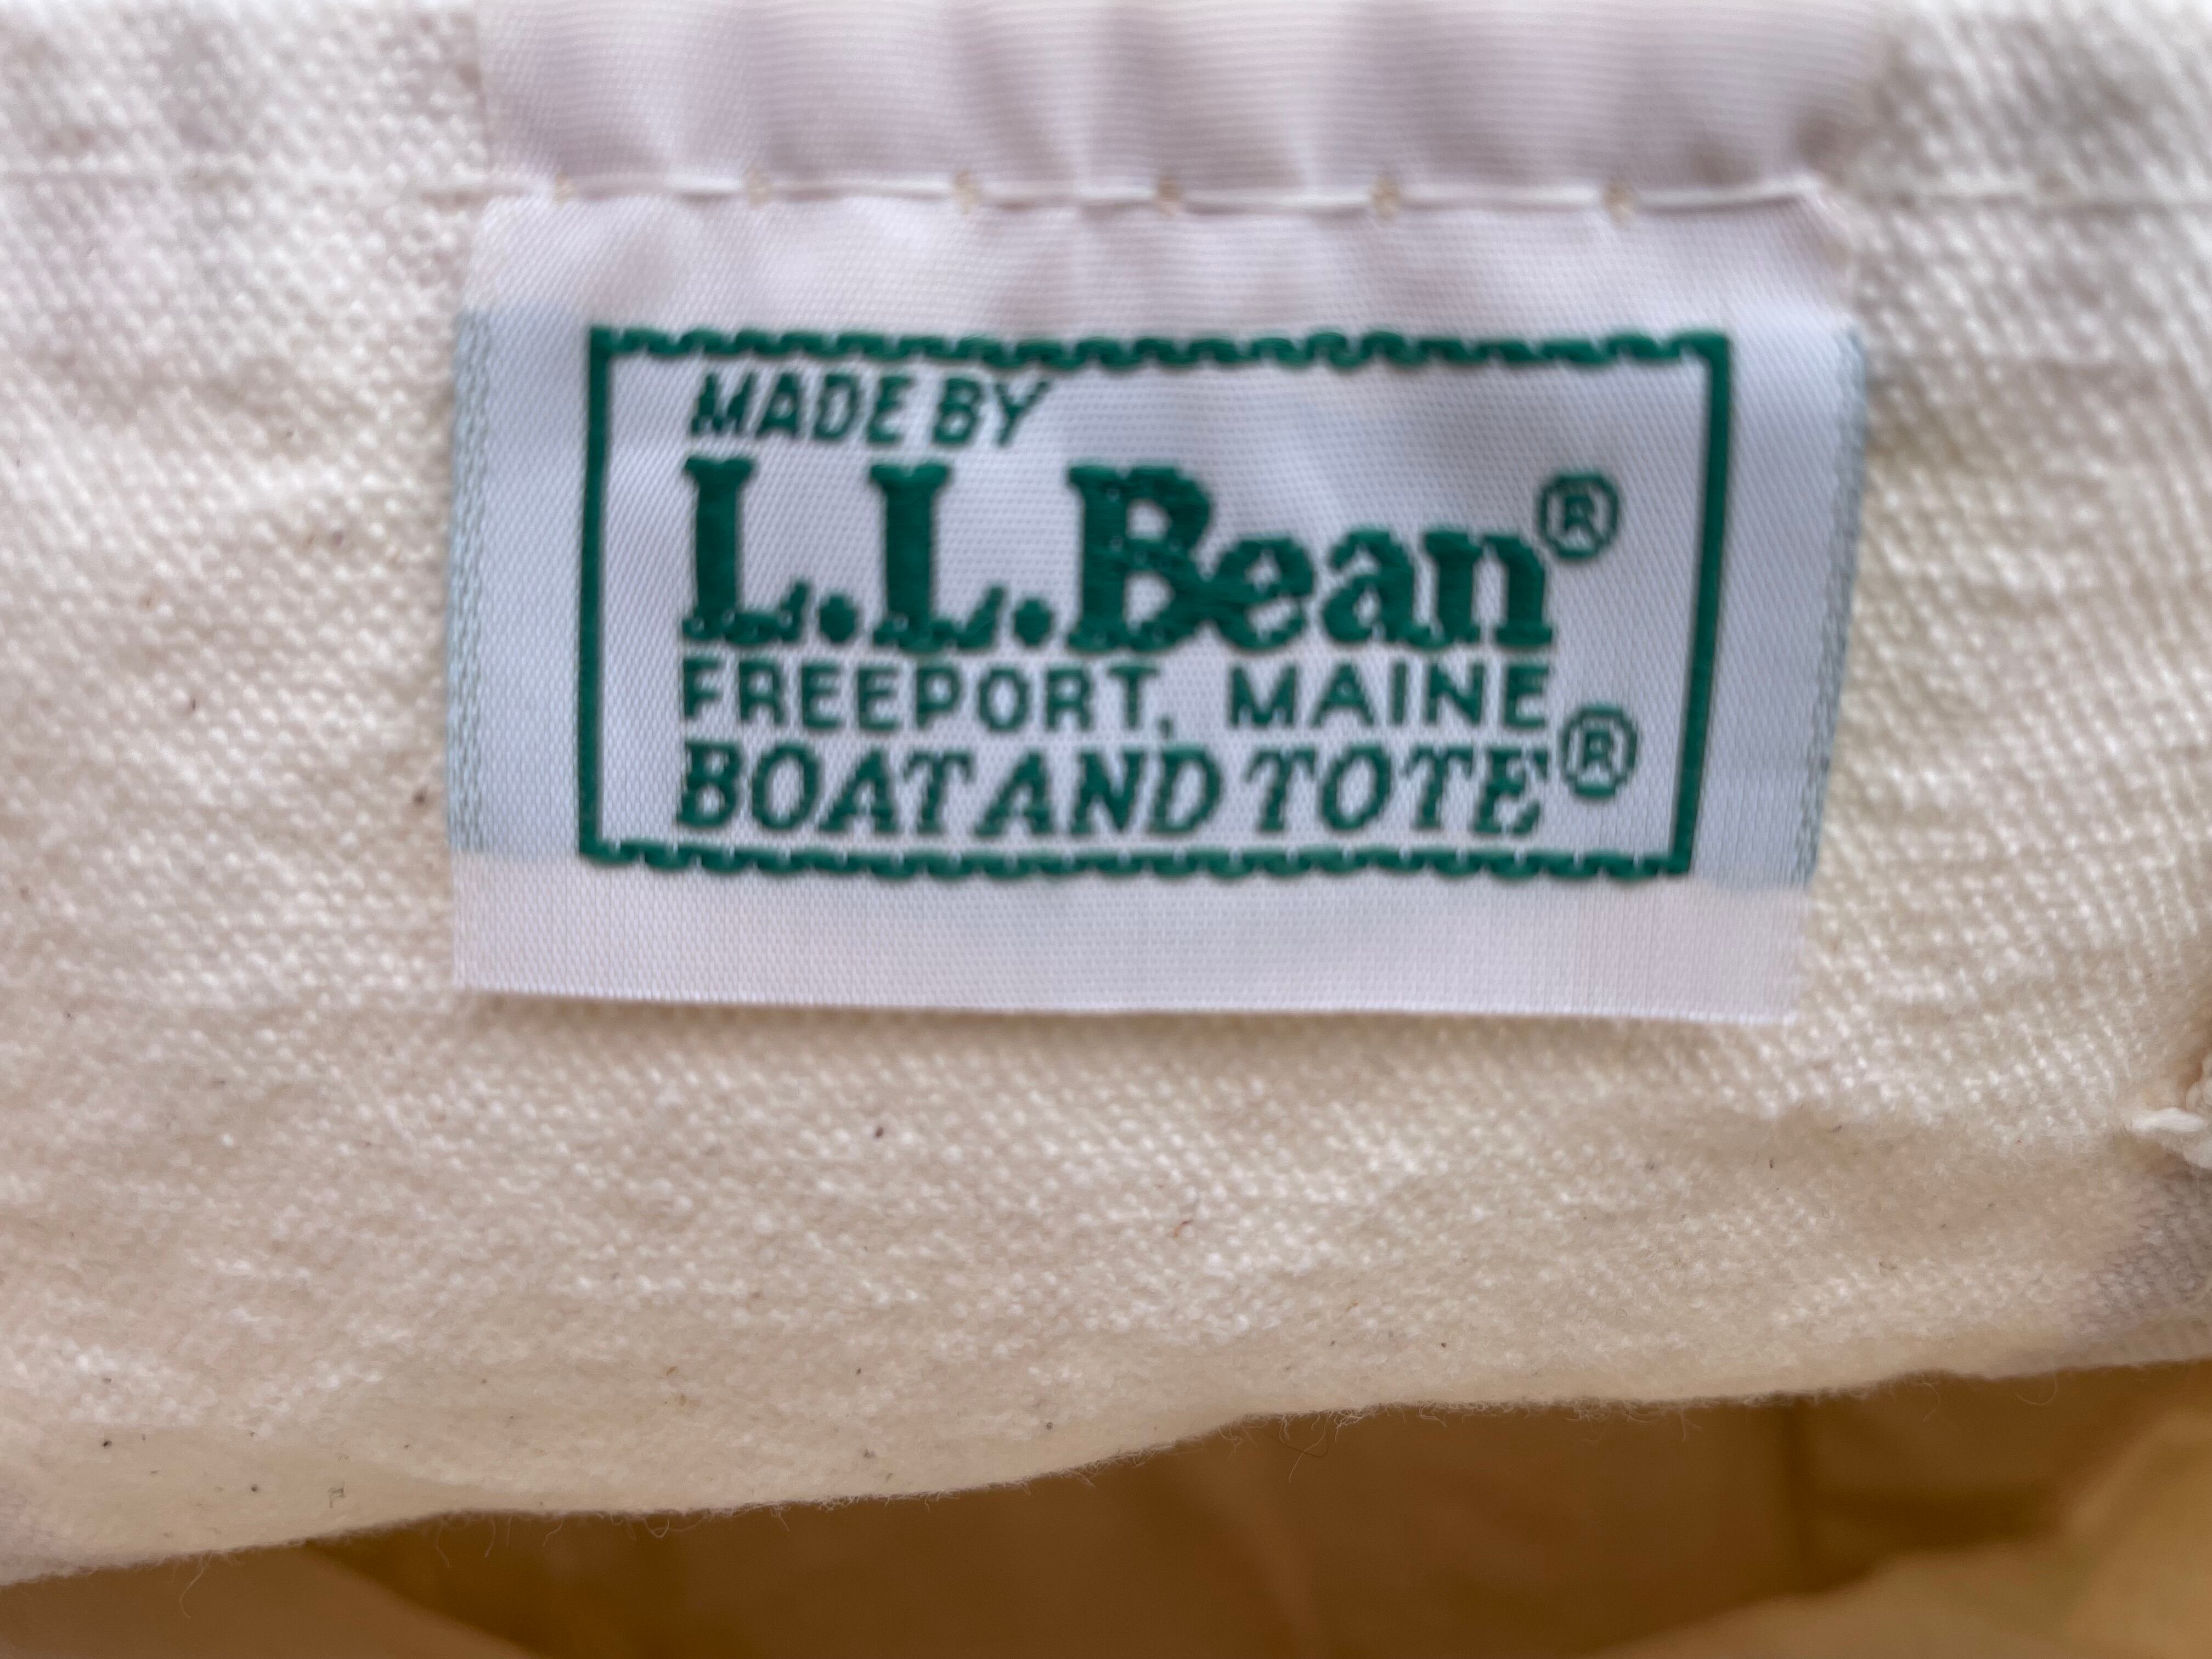 MADE BY
L.L.Bean®
FREEPORT, MAINE
BOAT AND TOTE®